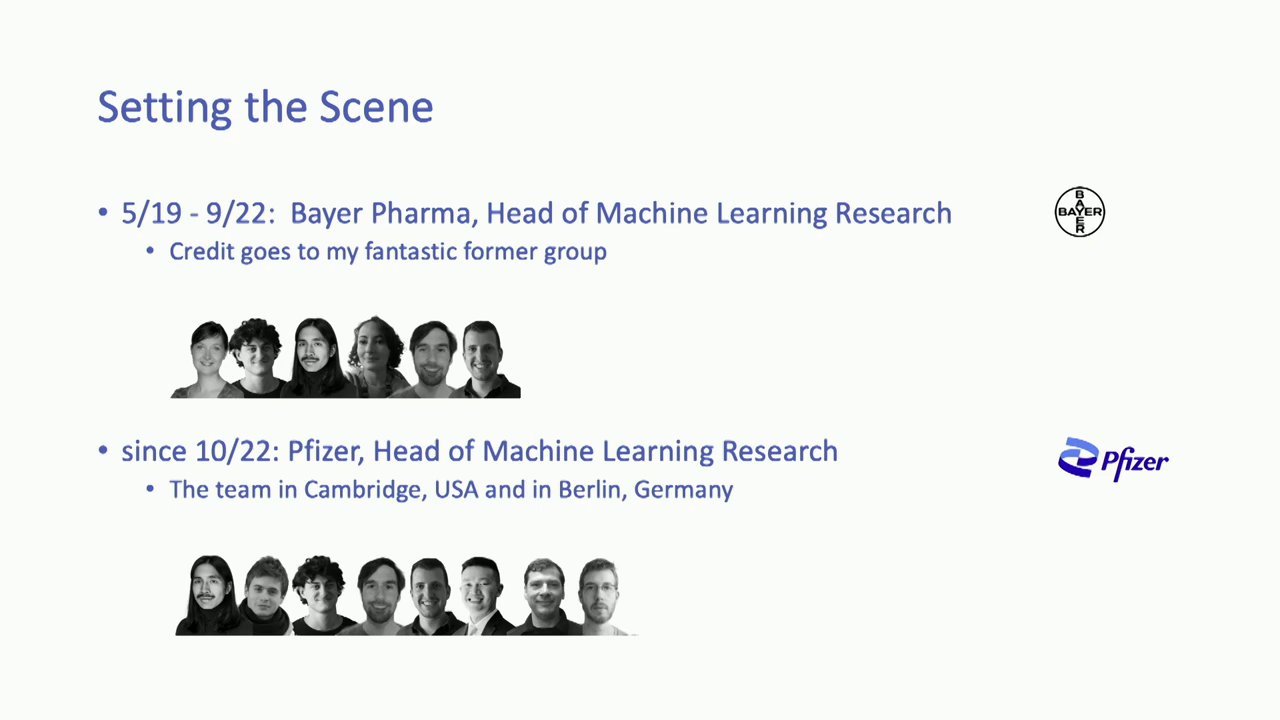 Setting the Scene
• 5/19 - 9/22: Bayer Pharma, Head of Machine Learning Research
BAYER
BAYER
• Credit goes to my fantastic former group
• since 10/22: Pfizer, Head of Machine Learning Research
Pfizer
• The team in Cambridge, USA and in Berlin, Germany